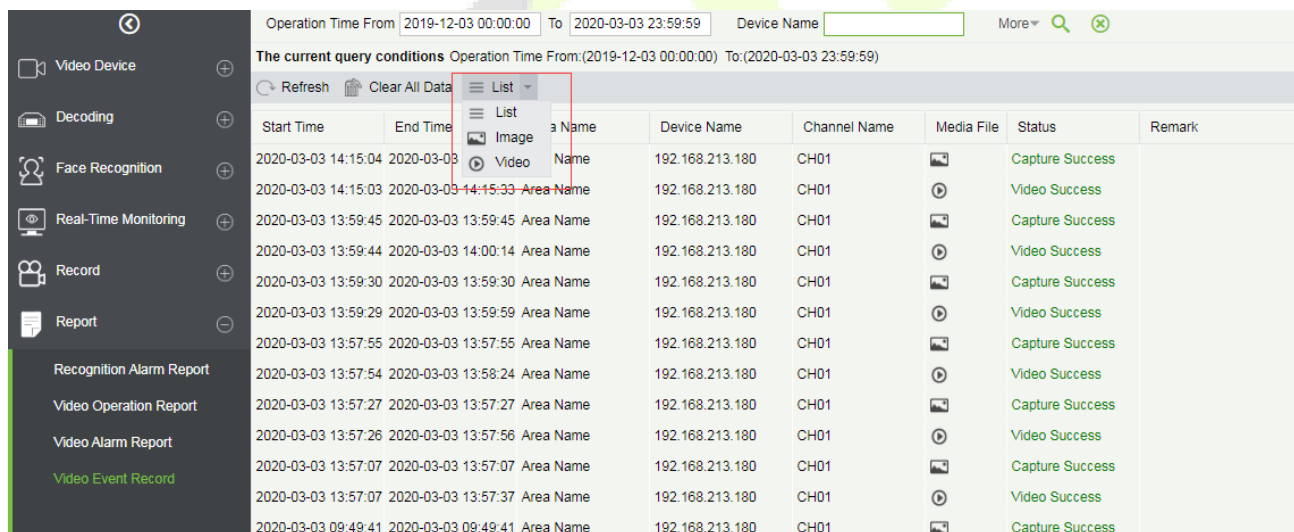 Operation Time From 2019-12-03 00:00:00 To 2020-03-03 23:59:59 Device Name More
The current query conditions Operation Time From:(2019-12-03 00:00:00) To:(2020-03-03 23:59:59)
Refresh Clear All Data List
List
Image
Video
Video Device
Decoding
Face Recognition
Real-Time Monitoring
Record
Report
Recognition Alarm Report
Video Operation Report
Video Alarm Report
Video Event Record
Start Time End Time a Name Device Name Channel Name Media File Status Remark
2020-03-03 14:15:04 2020-03-03 Name 192.168.213.180 CH01 Capture Success
2020-03-03 14:15:03 2020-03-03 14:15:33 Area Name 192.168.213.180 CH01 Video Success
2020-03-03 13:59:45 2020-03-03 13:59:45 Area Name 192.168.213.180 CH01 Capture Success
2020-03-03 13:59:44 2020-03-03 14:00:14 Area Name 192.168.213.180 CH01 Video Success
2020-03-03 13:59:30 2020-03-03 13:59:30 Area Name 192.168.213.180 CH01 Capture Success
2020-03-03 13:59:29 2020-03-03 13:59:59 Area Name 192.168.213.180 CH01 Video Success
2020-03-03 13:57:55 2020-03-03 13:57:55 Area Name 192.168.213.180 CH01 Capture Success
2020-03-03 13:57:54 2020-03-03 13:58:24 Area Name 192.168.213.180 CH01 Video Success
2020-03-03 13:57:27 2020-03-03 13:57:27 Area Name 192.168.213.180 CH01 Capture Success
2020-03-03 13:57:26 2020-03-03 13:57:56 Area Name 192.168.213.180 CH01 Video Success
2020-03-03 13:57:07 2020-03-03 13:57:07 Area Name 192.168.213.180 CH01 Capture Success
2020-03-03 13:57:07 2020-03-03 13:57:37 Area Name 192.168.213.180 CH01 Video Success
2020-03-03 09:49:41 2020-03-03 09:49:41 Area Name 192.168.213.180 CH01 Capture Success